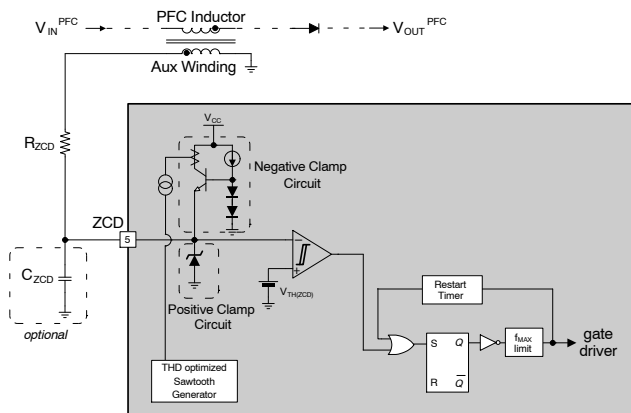 PFC Inductor
V_IN^PFC
V_OUT^PFC
Aux Winding
V_CC
R_ZCD
Negative Clamp
Circuit
ZCD
5
C_ZCD
optional
V_TH(ZCD)
Positive Clamp
Circuit
Restart
Timer
THD optimized
Sawtooth
Generator
S Q
R Q̅
f_MAX
limit
gate
driver